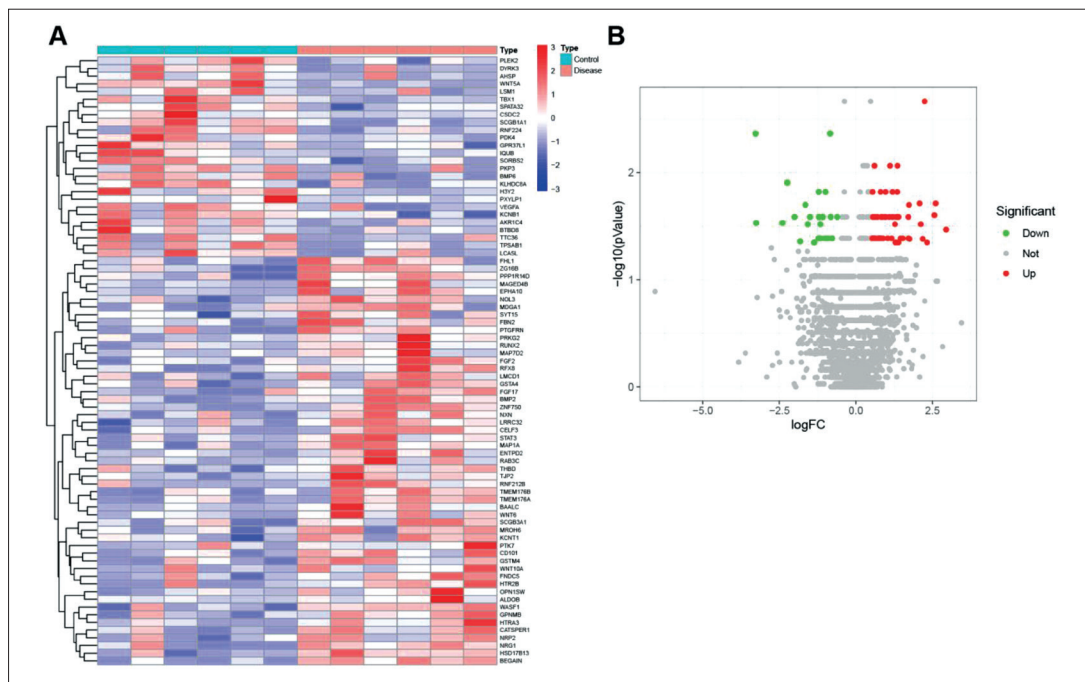 A
B
Type
PLEK2
DYRK3
AHSP
WNT5A
LSM1
TBX1
SPATA32
CSDC2
SCGB1A1
RNF224
PDK4
GPR37L1
IQUB
SORBS2
PKP3
BMP6
KLHDC8A
H3Y2
PXYLP1
VEGFA
KCNB1
AKR1C4
BTBD8
TTC36
TPSAB1
LCA5L
FHL1
ZG16B
PPP1R14D
MAGED4B
EPHA10
NOL3
MDGA1
SYT15
FBN2
PTGFRN
PRKG2
RUNX2
MAP7D2
FGF2
RFX8
LMCD1
GSTA4
FGF17
BMP2
ZNF750
NXN
LRRC32
CELF3
STAT3
MAP1A
ENTPD2
RAB3C
THBD
TJP2
RNF212B
TMEM176B
TMEM176A
BAALC
WNT6
SCGB3A1
MROH6
KCNT1
PTK7
CD101
GSTM4
WNT10A
FNDC5
HTR2B
OPN1SW
ALDOB
WASF1
GPNMB
HTRA3
CATSPER1
NRP2
NRG1
HSD17B13
BEGAIN
3
2
1
0
-1
-2
-3
Type
Control
Disease
-log10(pValue)
2
1
0
-5.0
-2.5
0.0
2.5
logFC
Significant
Down
Not
Up